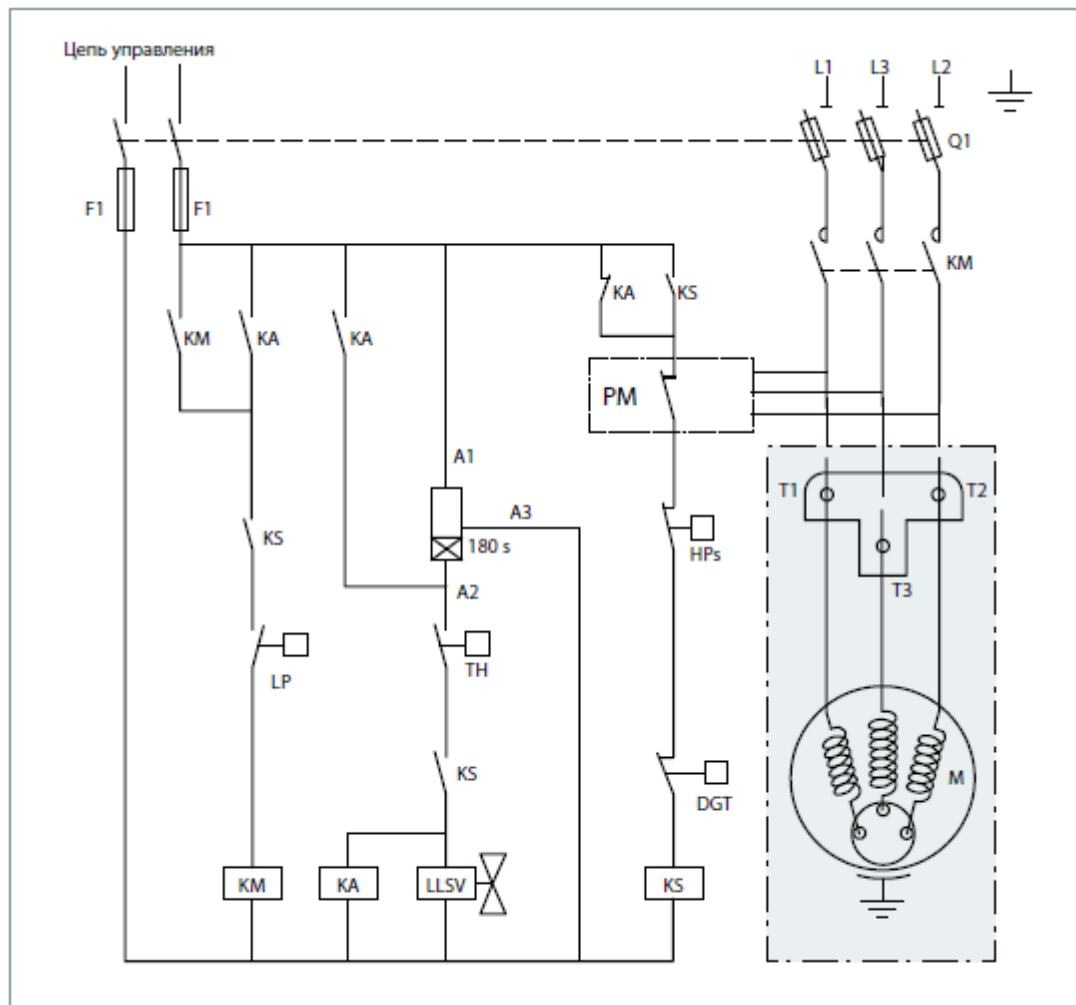 Цепь управления
L1 L3 L2
Q1
F1 F1
KA KS
KM
KM KA KA
PM
A1
T1 T2
A3
180 s
KS
HPs
A2
T3
LP
TH
KS
DGT
M
KM KA LLSV KS